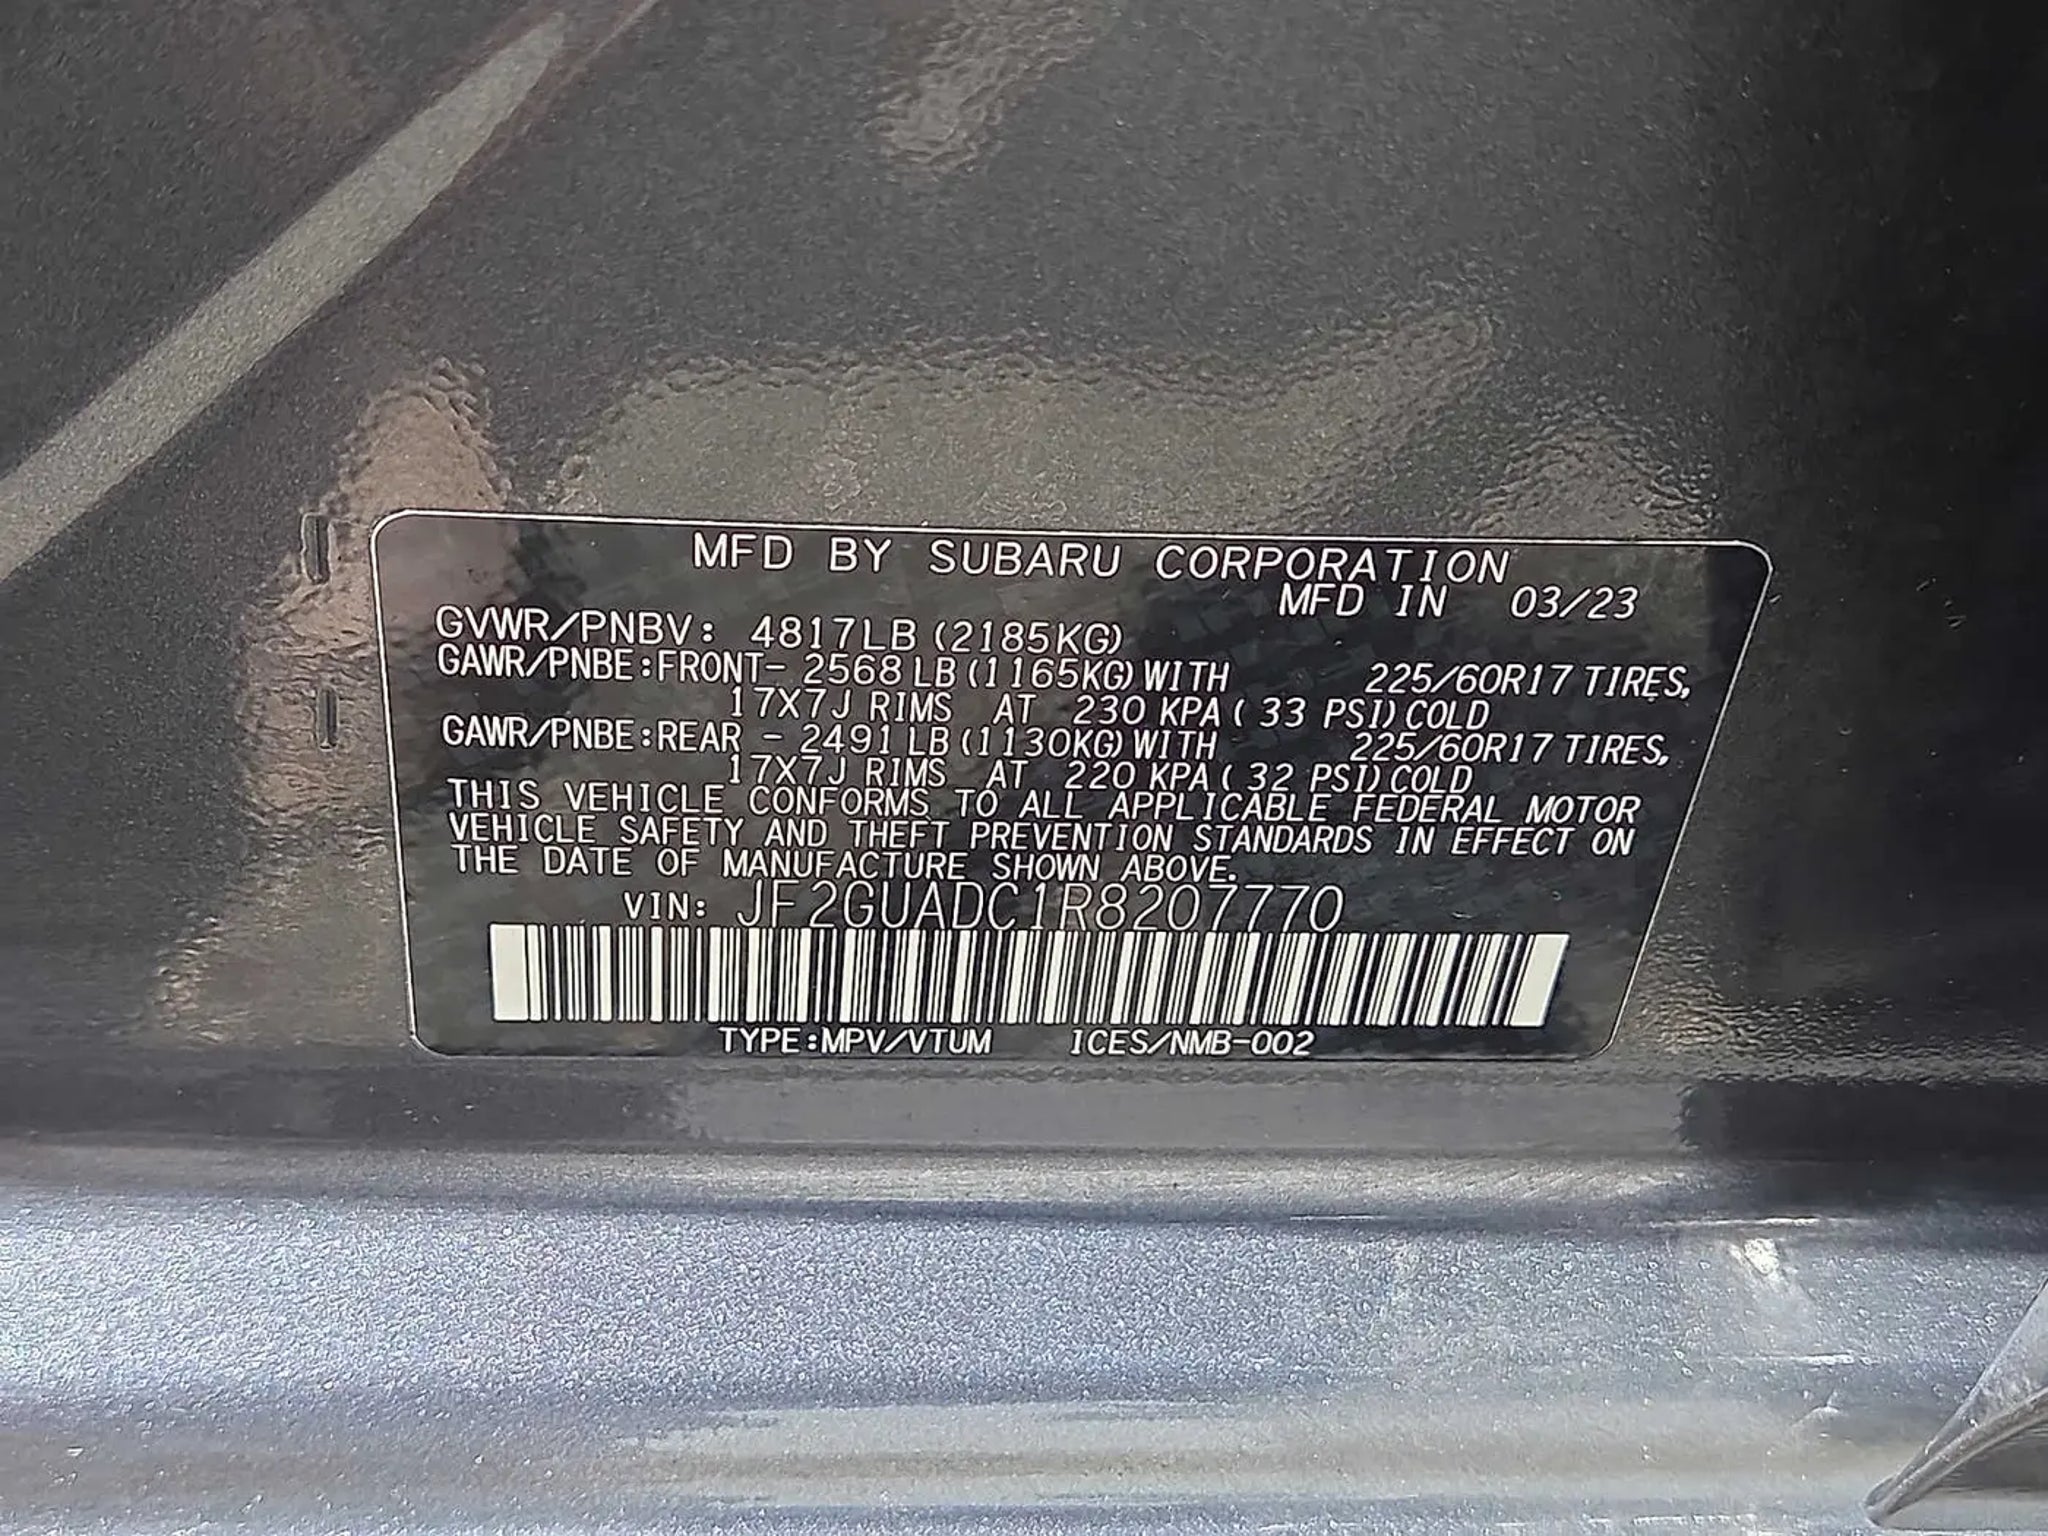 MFD BY SUBARU CORPORATION
MFD IN 03/23
GVWR/PNBV: 4817LB (2185KG)
GAWR/PNBE:FRONT- 2568 LB (1165KG) WITH 225/60R17 TIRES,
17X7J RIMS AT 230 KPA ( 33 PSI) COLD
GAWR/PNBE:REAR - 2491 LB (1130KG) WITH 225/60R17 TIRES,
17X7J RIMS AT 220 KPA ( 32 PSI) COLD
THIS VEHICLE CONFORMS TO ALL APPLICABLE FEDERAL MOTOR
VEHICLE SAFETY AND THEFT PREVENTION STANDARDS IN EFFECT ON
THE DATE OF MANUFACTURE SHOWN ABOVE.
VIN: JF2GUADC1R8207770
TYPE:MPV/VTUM ICES/NMB-002